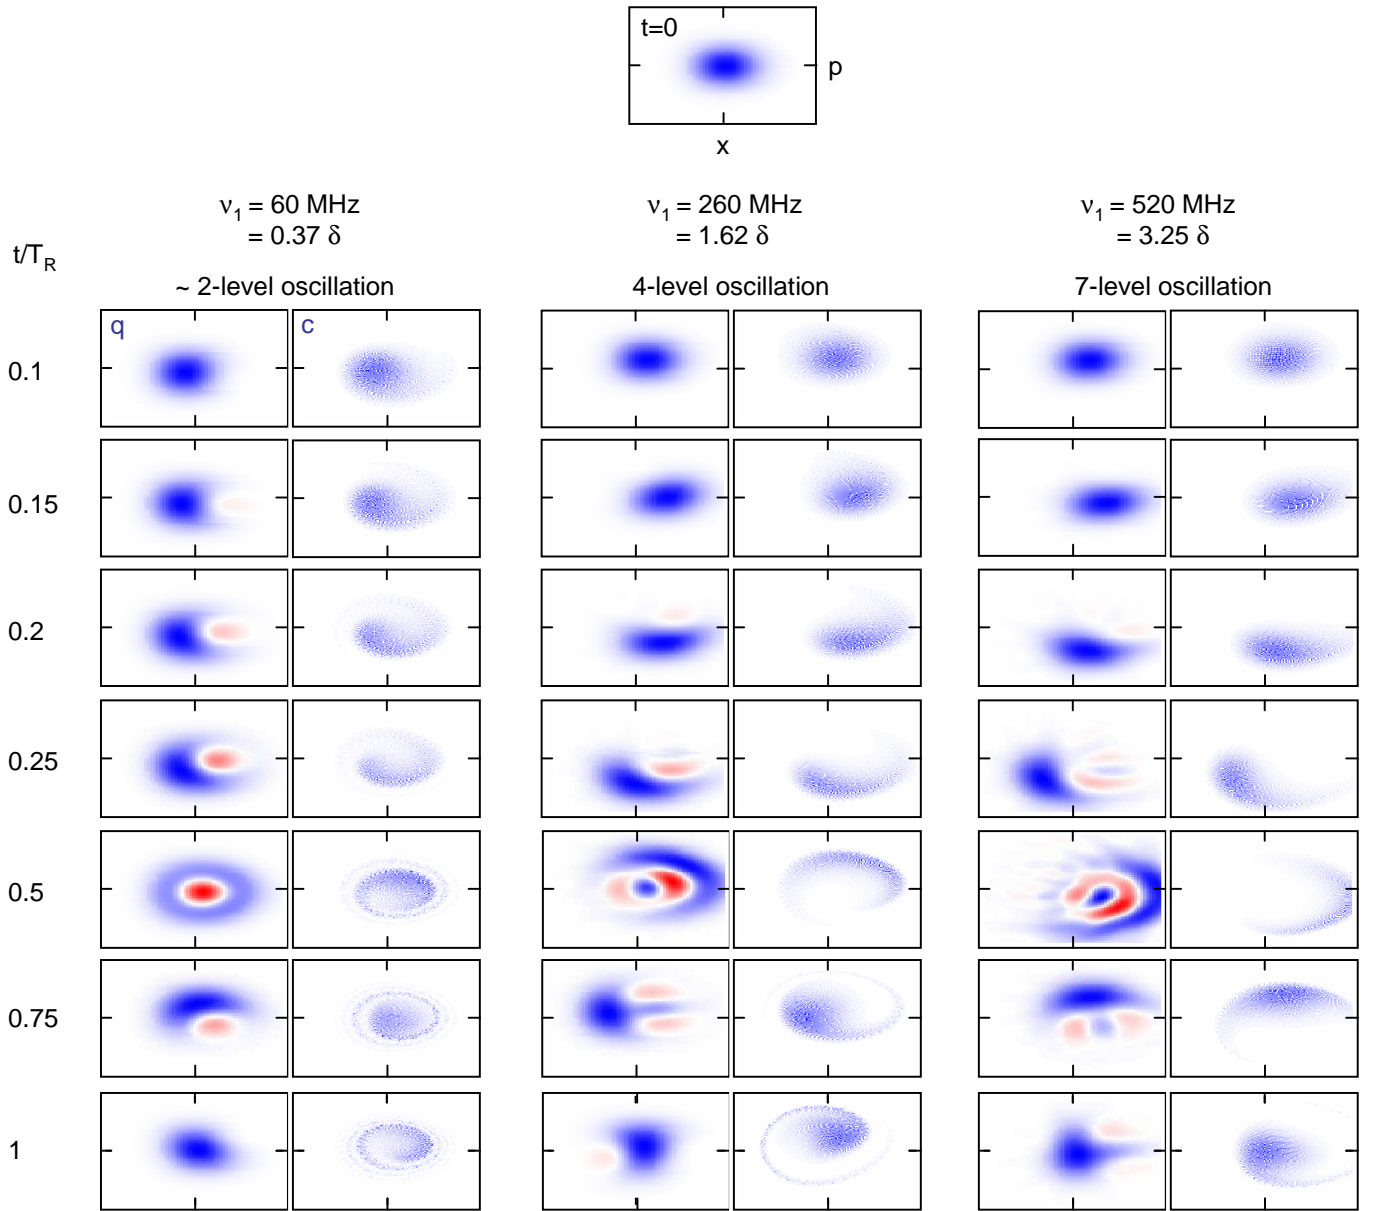 t=0
p
x
ν1 = 60 MHz
= 0.37 δ
ν1 = 260 MHz
= 1.62 δ
ν1 = 520 MHz
= 3.25 δ
t/TR
~ 2-level oscillation
4-level oscillation
7-level oscillation
q
c
0.1
0.15
0.2
0.25
0.5
0.75
1